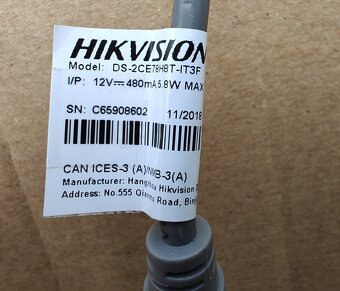 HIKVISION
Model: DS-2CE78H8T-IT3F
I/P: 12V⎓480mA,5.8W MAX
SN: C65908602 11/2018
CAN ICES-3 (A)/NMB-3(A)
Manufacturer: Hangzhou Hikvision
Address: No.555 Qianmo Road,